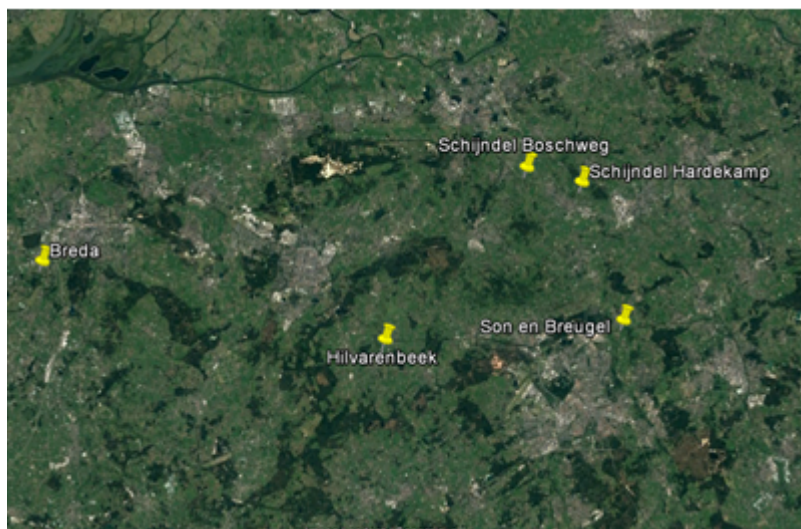 Schijndel Boschweg
Schijndel Hardekamp
Breda
Son en Breugel
Hilvarenbeek